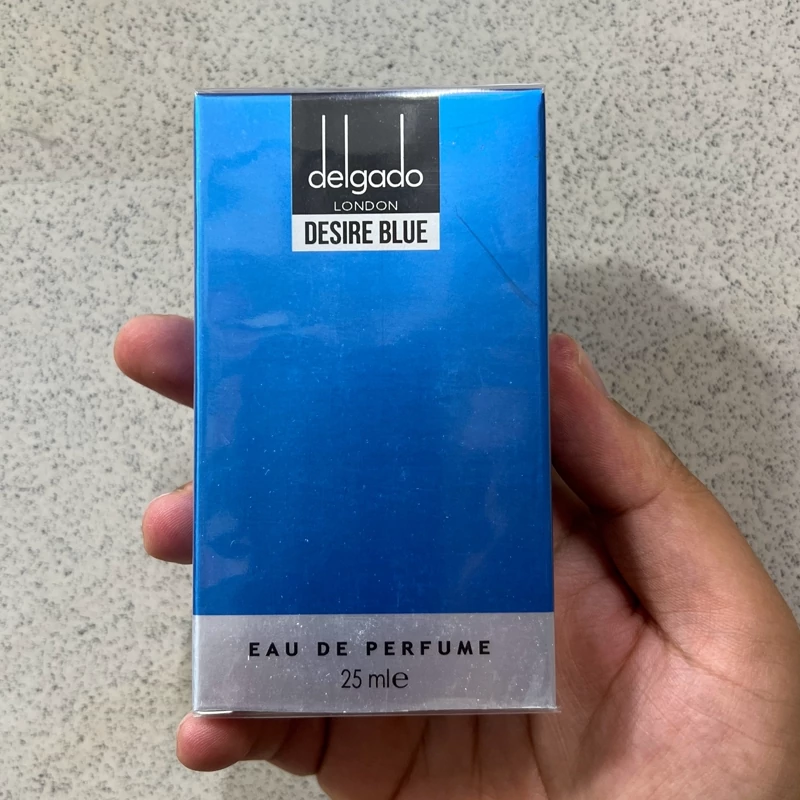 delgado
LONDON
DESIRE BLUE
EAU DE PERFUME
25 ml℮